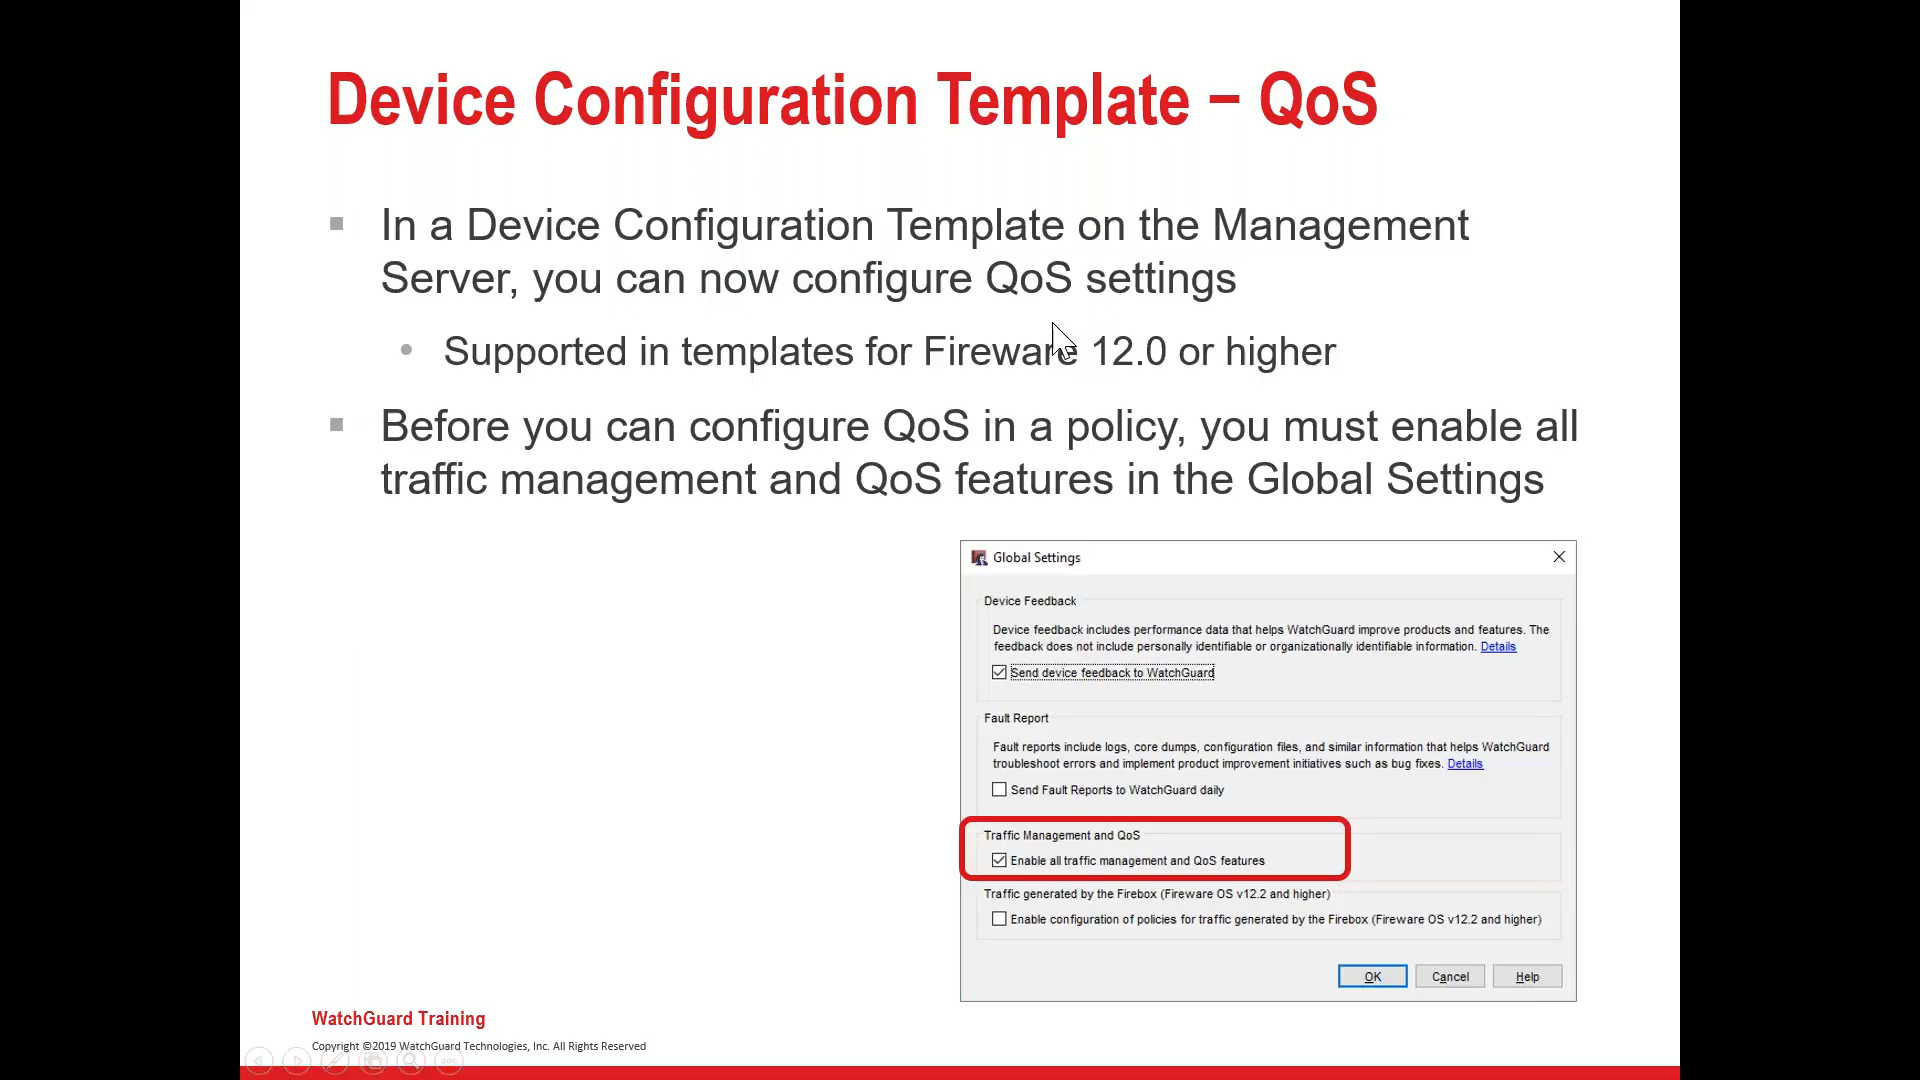 Device Configuration Template – QoS
In a Device Configuration Template on the Management
Server, you can now configure QoS settings
Supported in templates for Fireware 12.0 or higher
Before you can configure QoS in a policy, you must enable all
traffic management and QoS features in the Global Settings
Global Settings
Device Feedback
Device feedback includes performance data that helps WatchGuard improve products and features. The
feedback does not include personally identifiable or organizationally identifiable information. Details
Send device feedback to WatchGuard
Fault Report
Fault reports include logs, core dumps, configuration files, and similar information that helps WatchGuard
troubleshoot errors and implement product improvement initiatives such as bug fixes. Details
Send Fault Reports to WatchGuard daily
Traffic Management and QoS
Enable all traffic management and QoS features
Traffic generated by the Firebox (Fireware OS v12.2 and higher)
Enable configuration of policies for traffic generated by the Firebox (Fireware OS v12.2 and higher)
OK Cancel Help
WatchGuard Training
Copyright ©2019 WatchGuard Technologies, Inc. All Rights Reserved